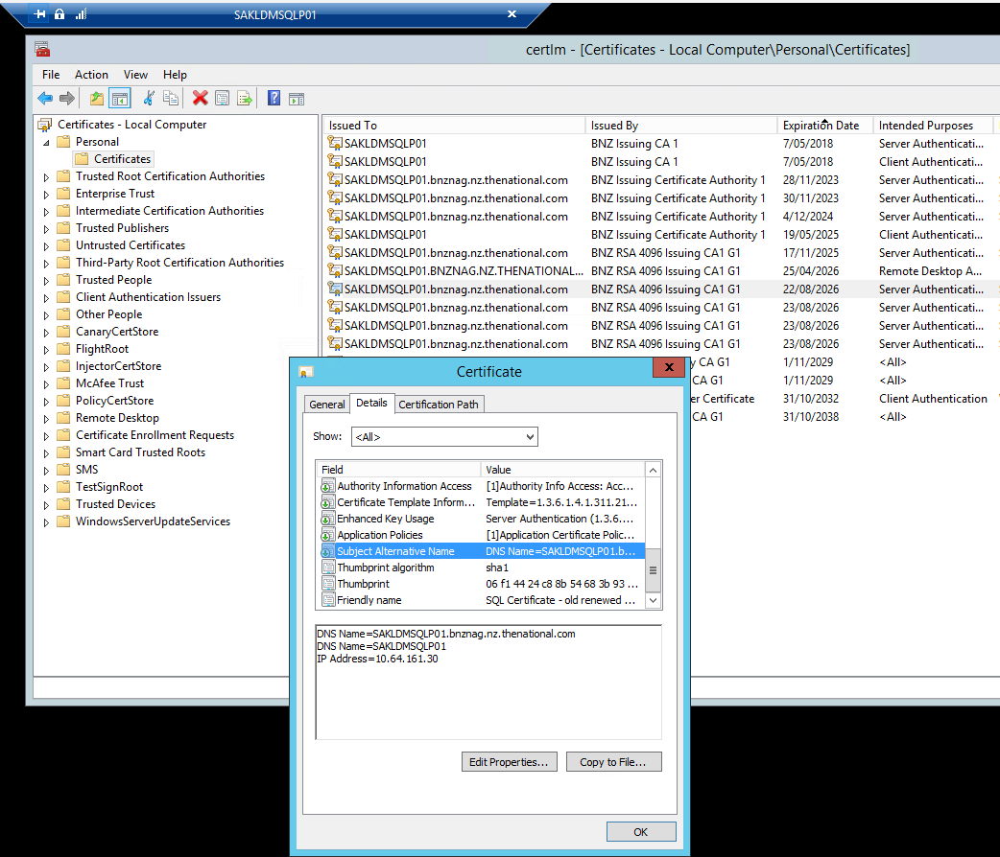 SAKLDMSQLP01
certlm - [Certificates - Local Computer\Personal\Certificates]
File Action View Help
Certificates - Local Computer
Personal
Certificates
Trusted Root Certification Authorities
Enterprise Trust
Intermediate Certification Authorities
Trusted Publishers
Untrusted Certificates
Third-Party Root Certification Authorities
Trusted People
Client Authentication Issuers
Other People
CanaryCertStore
FlightRoot
InjectorCertStore
McAfee Trust
PolicyCertStore
Remote Desktop
Certificate Enrollment Requests
Smart Card Trusted Roots
SMS
TestSignRoot
Trusted Devices
WindowsServerUpdateServices
Issued To Issued By Expiration Date Intended Purposes
SAKLDMSQLP01 BNZ Issuing CA 1 7/05/2018 Server Authenticati...
SAKLDMSQLP01 BNZ Issuing CA 1 7/05/2018 Client Authenticati...
SAKLDMSQLP01.bnznag.nz.thenational.com BNZ Issuing Certificate Authority 1 28/11/2023 Server Authenticati...
SAKLDMSQLP01.bnznag.nz.thenational.com BNZ Issuing Certificate Authority 1 30/11/2023 Server Authenticati...
SAKLDMSQLP01.bnznag.nz.thenational.com BNZ Issuing Certificate Authority 1 4/12/2024 Server Authenticati...
SAKLDMSQLP01 BNZ Issuing Certificate Authority 1 19/05/2025 Client Authenticati...
SAKLDMSQLP01.bnznag.nz.thenational.com BNZ RSA 4096 Issuing CA1 G1 17/11/2025 Server Authenticati...
SAKLDMSQLP01.BNZNAG.NZ.THENATIONAL... BNZ RSA 4096 Issuing CA1 G1 25/04/2026 Remote Desktop A...
SAKLDMSQLP01.bnznag.nz.thenational.com BNZ RSA 4096 Issuing CA1 G1 22/08/2026 Server Authenticati...
SAKLDMSQLP01.bnznag.nz.thenational.com BNZ RSA 4096 Issuing CA1 G1 23/08/2026 Server Authenticati...
SAKLDMSQLP01.bnznag.nz.thenational.com BNZ RSA 4096 Issuing CA1 G1 23/08/2026 Server Authenticati...
SAKLDMSQLP01.bnznag.nz.thenational.com BNZ RSA 4096 Issuing CA1 G1 23/08/2026 Server Authenticati...
y CA G1 1/11/2029 <All>
CA G1 1/11/2029 <All>
er Certificate 31/10/2032 Client Authentication
CA G1 31/10/2038 <All>
Certificate
General Details Certification Path
Show: <All>
Field Value
Authority Information Access [1]Authority Info Access: Acc...
Certificate Template Inform... Template=1.3.6.1.4.1.311.21...
Enhanced Key Usage Server Authentication (1.3.6....
Application Policies [1]Application Certificate Polic...
Subject Alternative Name DNS Name=SAKLDMSQLP01.b...
Thumbprint algorithm sha1
Thumbprint 06 f1 44 24 c8 8b 54 68 3b 93 ...
Friendly name SQL Certificate - old renewed ...
DNS Name=SAKLDMSQLP01.bnznag.nz.thenational.com
DNS Name=SAKLDMSQLP01
IP Address=10.64.161.30
Edit Properties... Copy to File...
OK